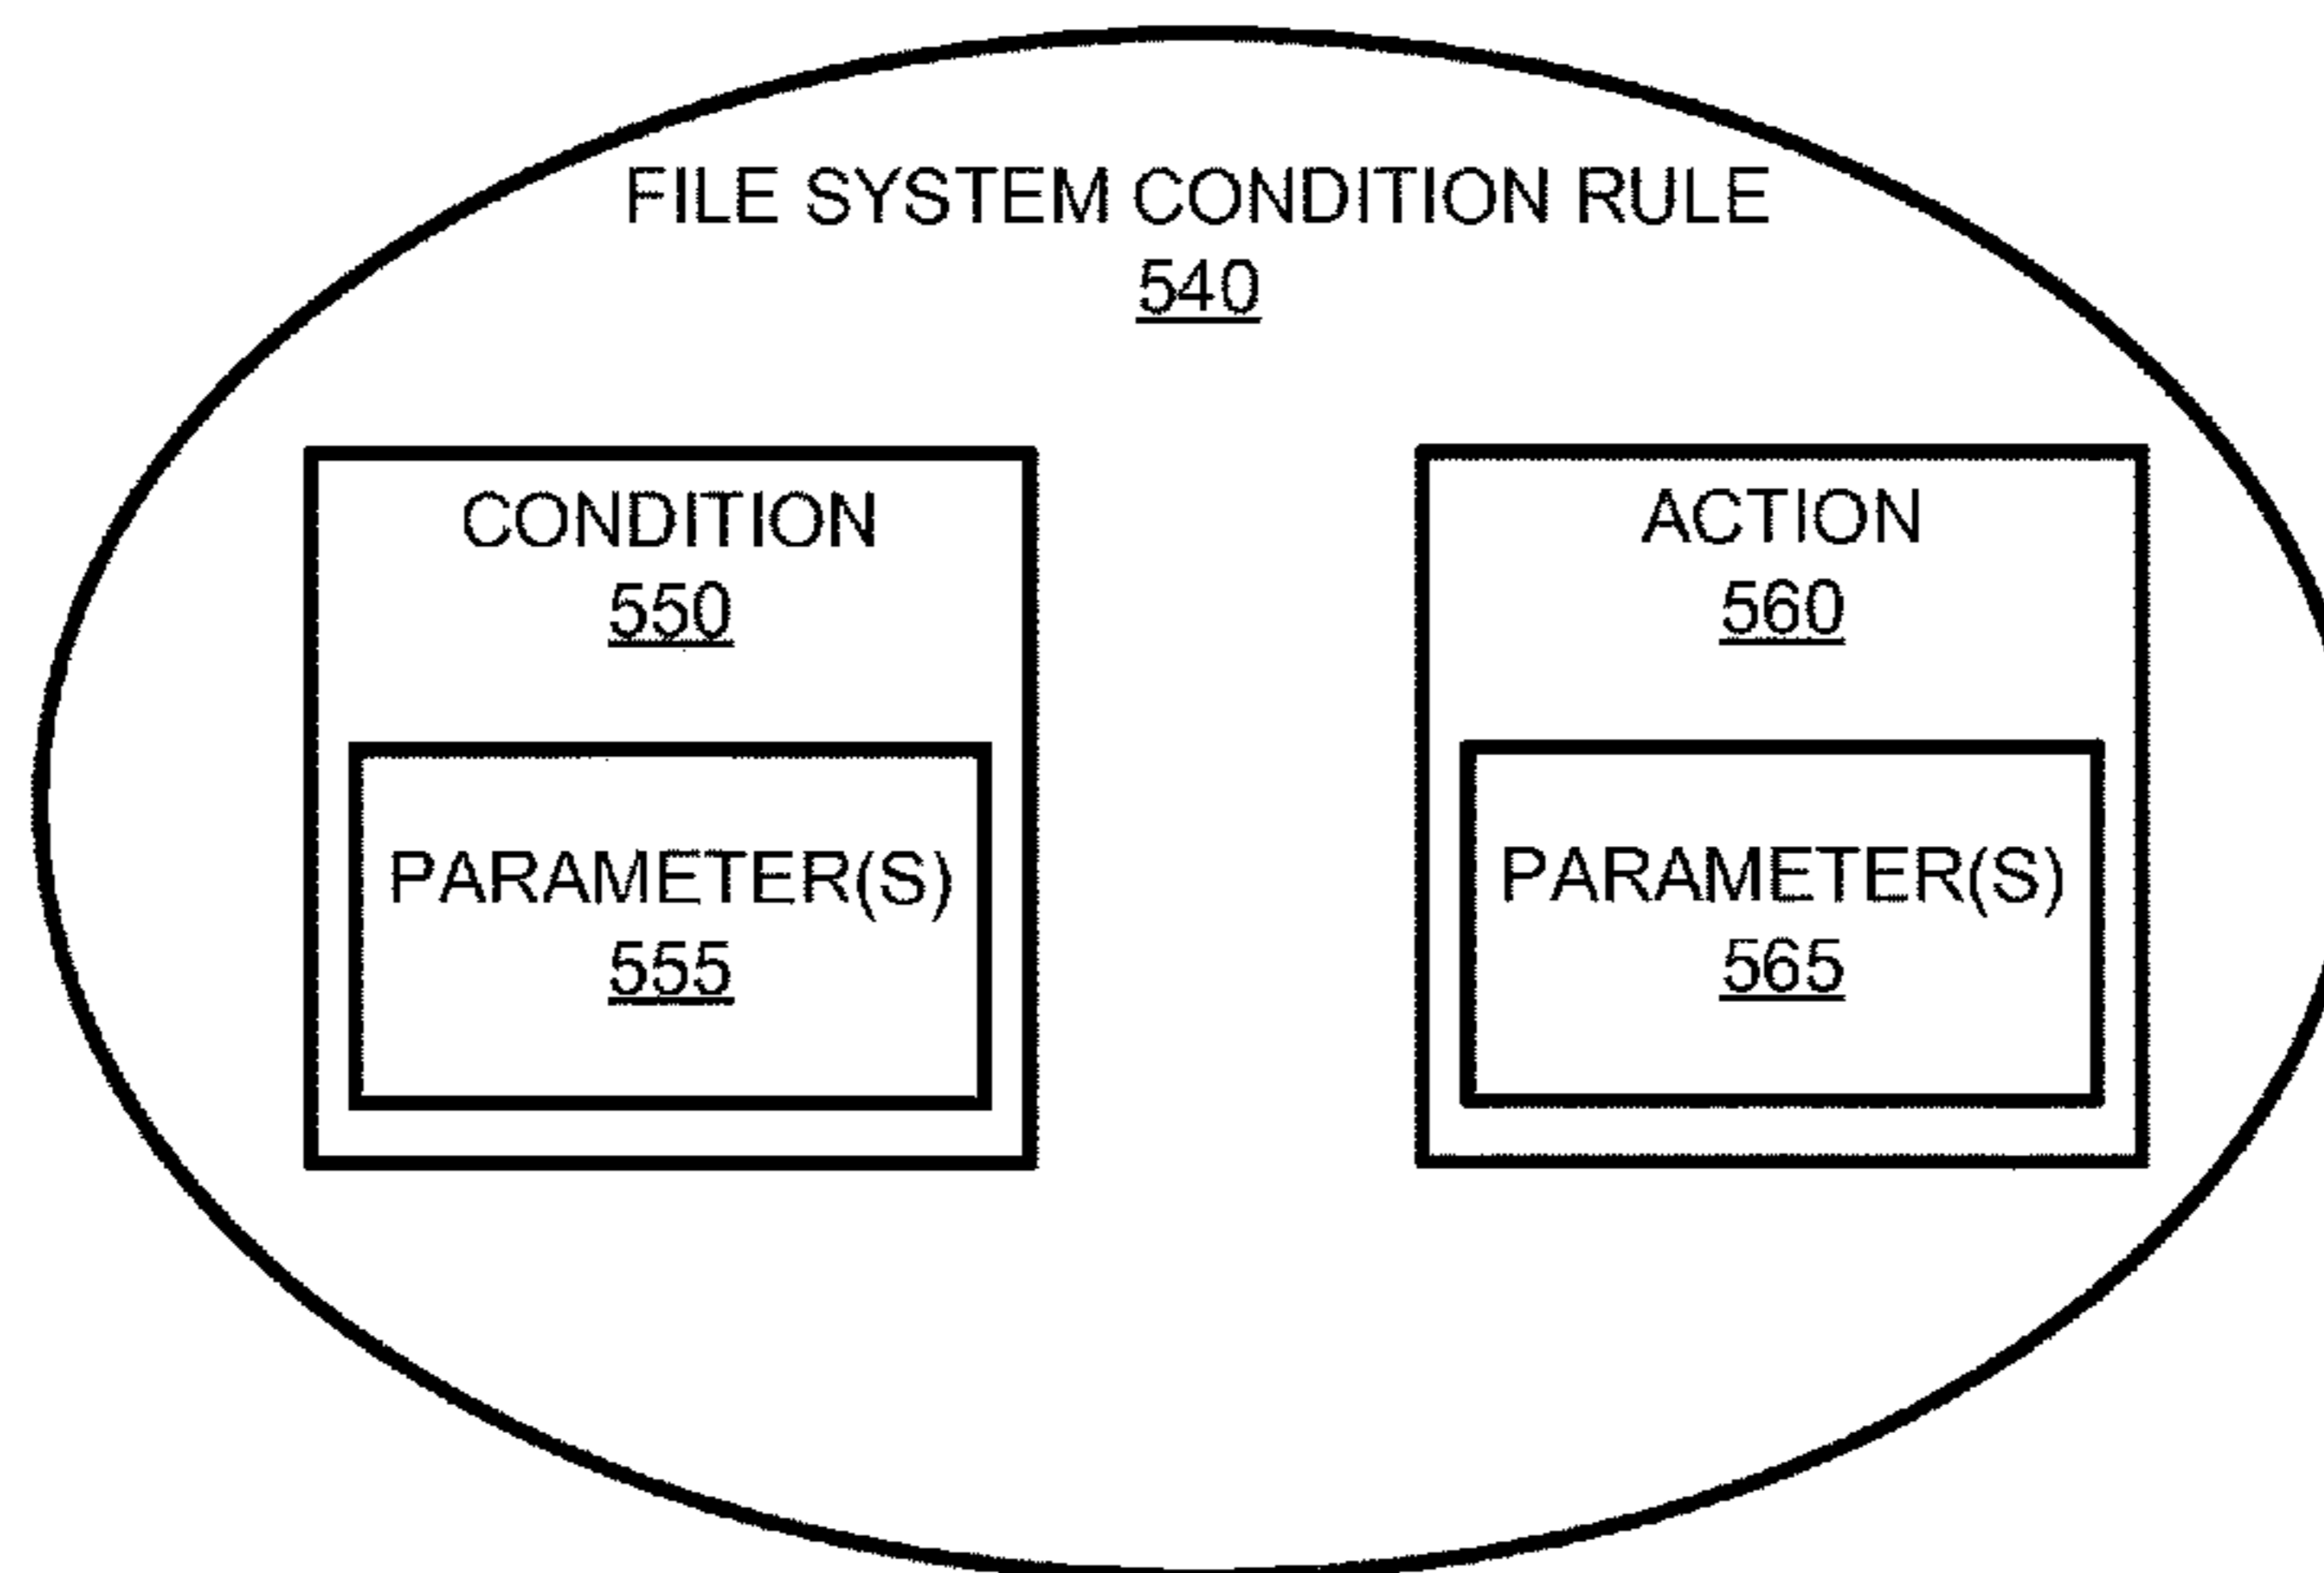 FILE SYSTEM CONDITION RULE
540
CONDITION
550
PARAMETER(S)
555
ACTION
560
PARAMETER(S)
565